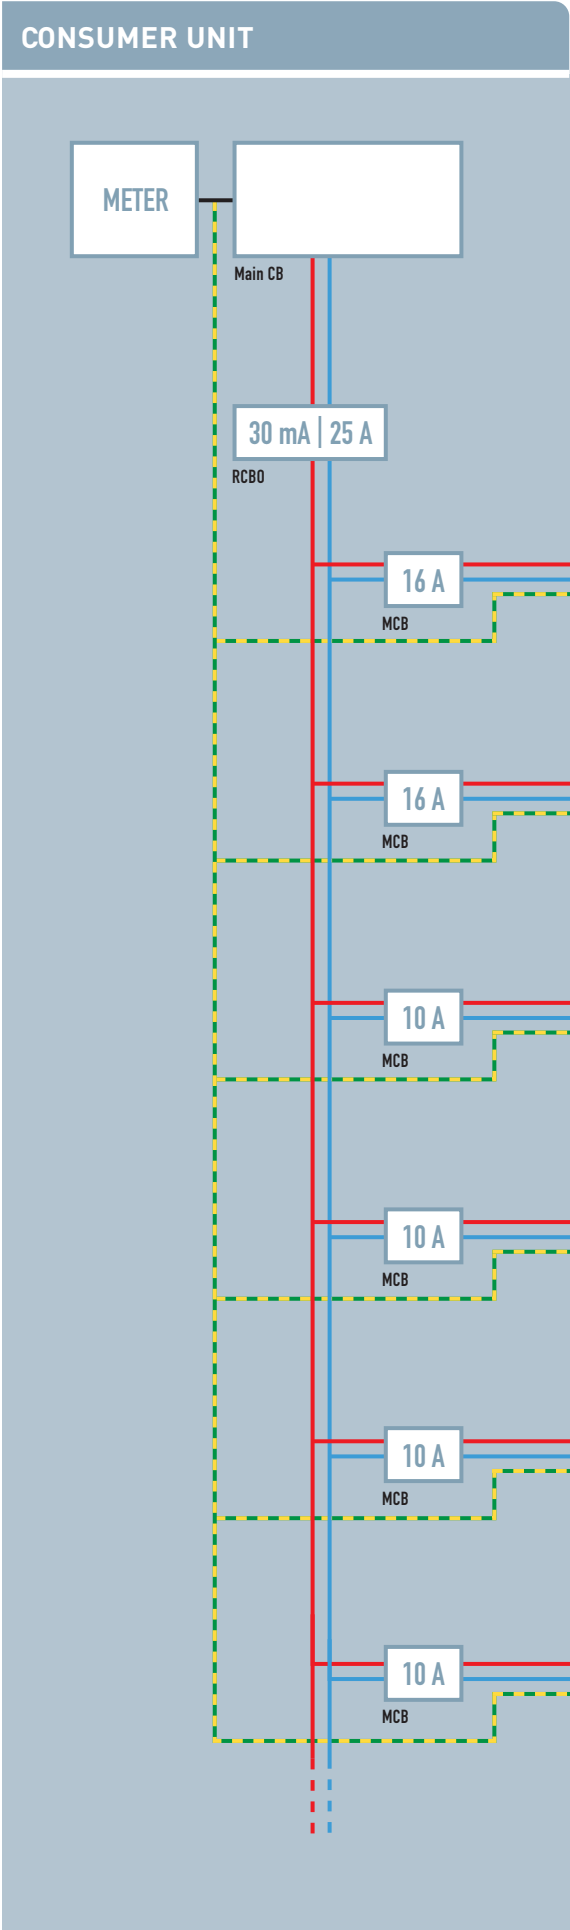 CONSUMER UNIT
METER
Main CB
30 mA | 25 A
RCBO
16 A
MCB
16 A
MCB
10 A
MCB
10 A
MCB
10 A
MCB
10 A
MCB